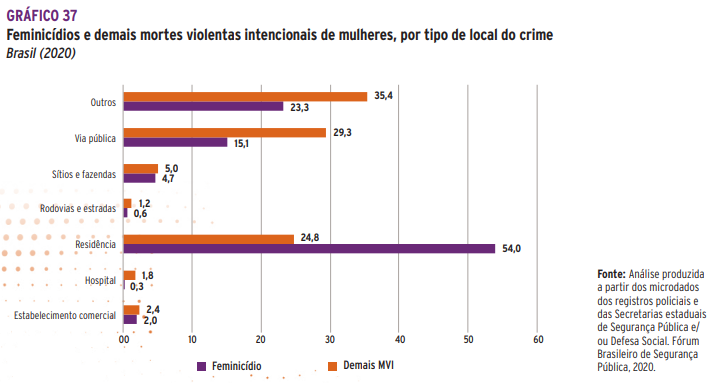 GRÁFICO 37
Feminicídios e demais mortes violentas intencionais de mulheres, por tipo de local do crime
Brasil (2020)
Outros
35,4
23,3
Via pública
29,3
15,1
Sítios e fazendas
5,0
4,7
Rodovias e estradas
1,2
0,6
Residência
24,8
54,0
Hospital
1,8
0,3
Estabelecimento comercial
2,4
2,0
00 10 20 30 40 50 60
Feminicídio Demais MVI
Fonte: Análise produzida
a partir dos microdados
dos registros policiais e
das Secretarias estaduais
de Segurança Pública e/
ou Defesa Social. Fórum
Brasileiro de Segurança
Pública, 2020.